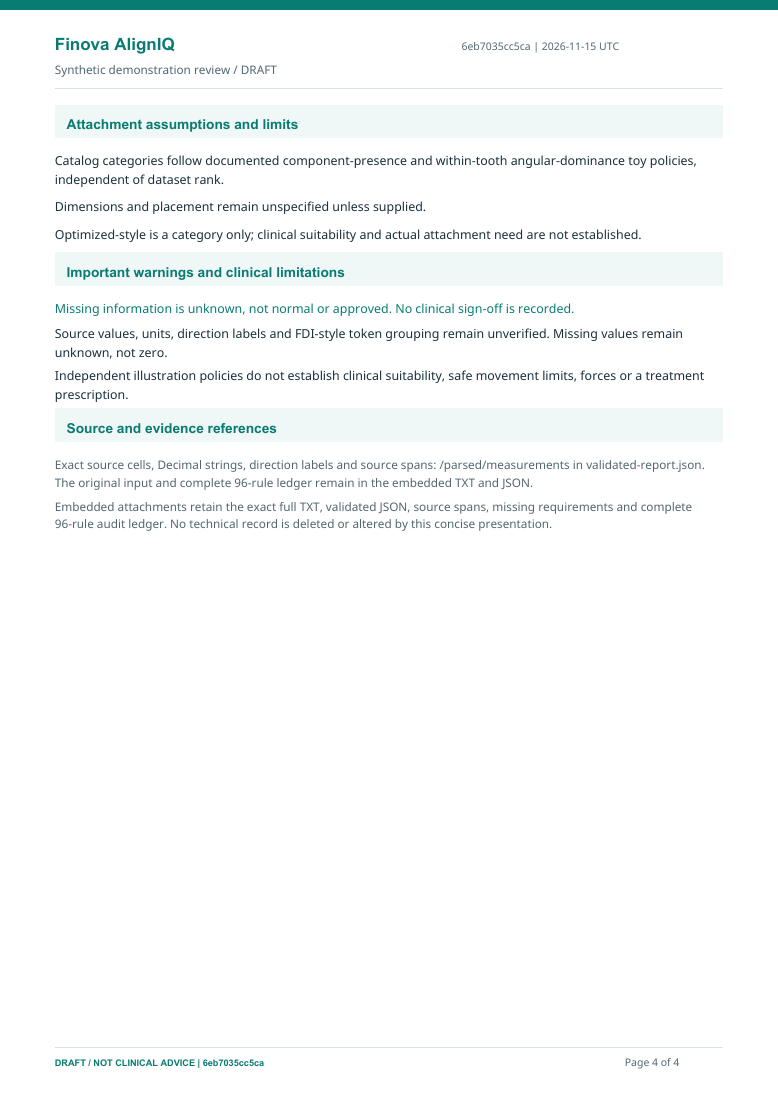 Finova AlignIQ
6eb7035cc5ca | 2026-11-15 UTC
Synthetic demonstration review / DRAFT
Attachment assumptions and limits
Catalog categories follow documented component-presence and within-tooth angular-dominance toy policies,
independent of dataset rank.
Dimensions and placement remain unspecified unless supplied.
Optimized-style is a category only; clinical suitability and actual attachment need are not established.
Important warnings and clinical limitations
Missing information is unknown, not normal or approved. No clinical sign-off is recorded.
Source values, units, direction labels and FDI-style token grouping remain unverified. Missing values remain
unknown, not zero.
Independent illustration policies do not establish clinical suitability, safe movement limits, forces or a treatment
prescription.
Source and evidence references
Exact source cells, Decimal strings, direction labels and source spans: /parsed/measurements in validated-report.json.
The original input and complete 96-rule ledger remain in the embedded TXT and JSON.
Embedded attachments retain the exact full TXT, validated JSON, source spans, missing requirements and complete
96-rule audit ledger. No technical record is deleted or altered by this concise presentation.
DRAFT / NOT CLINICAL ADVICE | 6eb7035cc5ca
Page 4 of 4